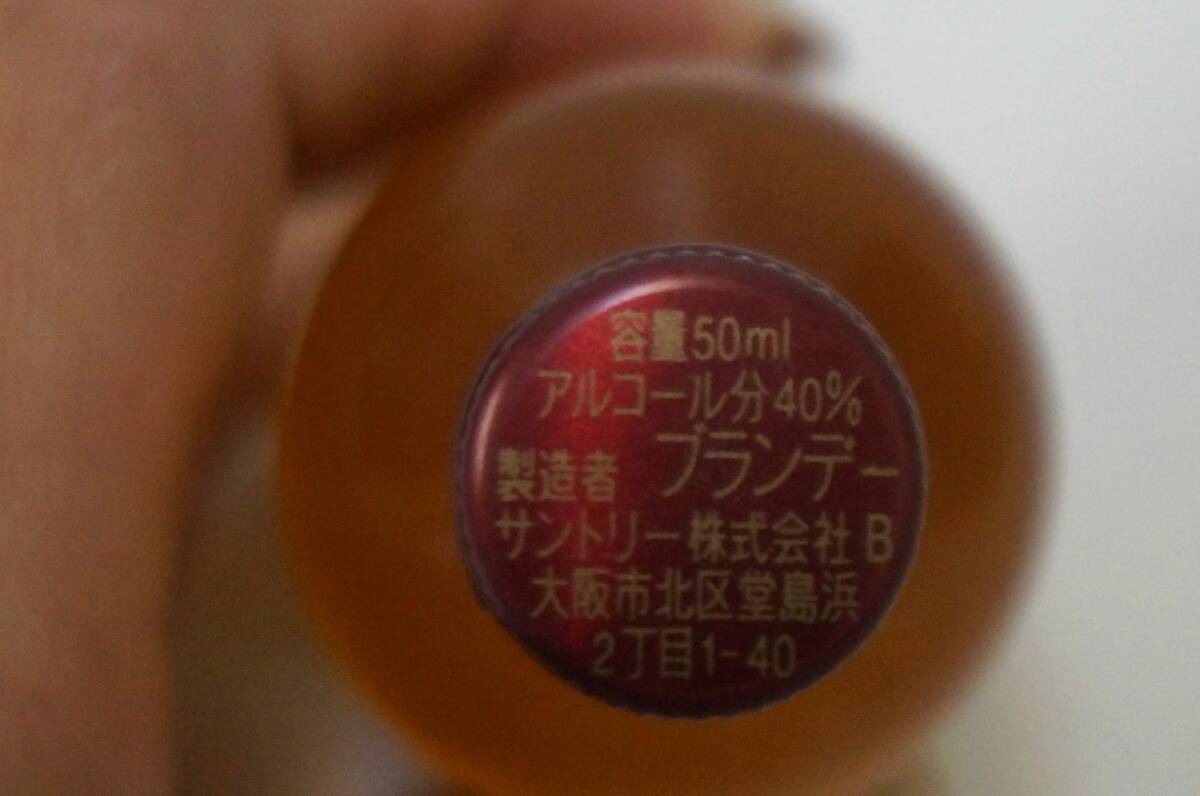 容量50ml
アルコール分40%
ブランデー
製造者
サントリー株式会社 B
大阪市北区堂島浜
2丁目1-40